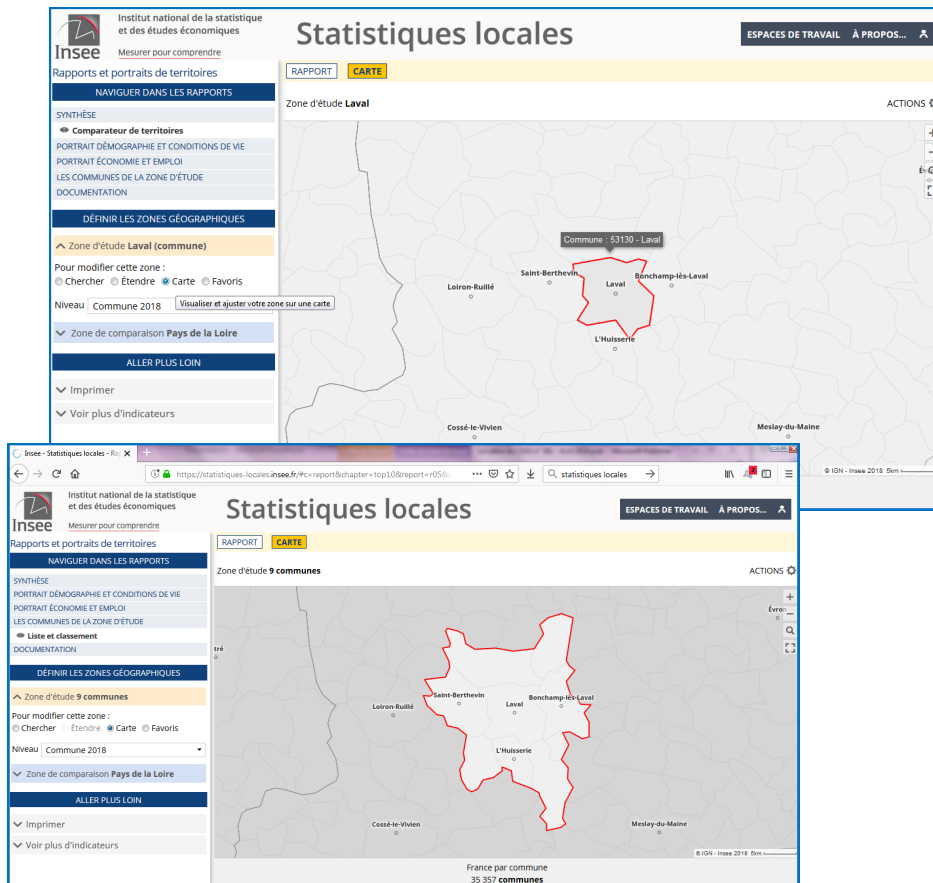 Institut national de la statistique
et des études économiques
Insee
Mesurer pour comprendre
Statistiques locales
ESPACES DE TRAVAIL À PROPOS...
Rapports et portraits de territoires
RAPPORT CARTE
NAVIGUER DANS LES RAPPORTS
Zone d'étude Laval
ACTIONS
SYNTHÈSE
Comparateur de territoires
PORTRAIT DÉMOGRAPHIE ET CONDITIONS DE VIE
PORTRAIT ÉCONOMIE ET EMPLOI
LES COMMUNES DE LA ZONE D'ÉTUDE
DOCUMENTATION
DÉFINIR LES ZONES GÉOGRAPHIQUES
Zone d'étude Laval (commune)
Pour modifier cette zone :
Chercher Étendre Carte Favoris
Niveau Commune 2018
Visualiser et ajuster votre zone sur une carte
Zone de comparaison Pays de la Loire
ALLER PLUS LOIN
Imprimer
Voir plus d'indicateurs
+
-
Commune : 53130 - Laval
Saint-Berthevin
Bonchamp-lès-Laval
Loiron-Ruillé
Laval
L'Huisserie
Cossé-le-Vivien
Meslay-du-Maine
© IGN - Insee 2018 5km
Insee - Statistiques locales - Ra
https://statistiques-locales.insee.fr/#c=report&chapter=top10&report=r05&
statistiques locales
Institut national de la statistique
et des études économiques
Insee
Mesurer pour comprendre
Statistiques locales
ESPACES DE TRAVAIL À PROPOS...
Rapports et portraits de territoires
RAPPORT CARTE
NAVIGUER DANS LES RAPPORTS
Zone d'étude 9 communes
ACTIONS
SYNTHÈSE
PORTRAIT DÉMOGRAPHIE ET CONDITIONS DE VIE
PORTRAIT ÉCONOMIE ET EMPLOI
LES COMMUNES DE LA ZONE D'ÉTUDE
Liste et classement
DOCUMENTATION
DÉFINIR LES ZONES GÉOGRAPHIQUES
Zone d'étude 9 communes
Pour modifier cette zone :
Chercher Étendre Carte Favoris
Niveau Commune 2018
Zone de comparaison Pays de la Loire
ALLER PLUS LOIN
Imprimer
Voir plus d'indicateurs
+
Évron
-
tré
Saint-Berthevin
Bonchamp-lès-Laval
Loiron-Ruillé
Laval
L'Huisserie
Cossé-le-Vivien
Meslay-du-Maine
© IGN - Insee 2018 5km
France par commune
35 357 communes